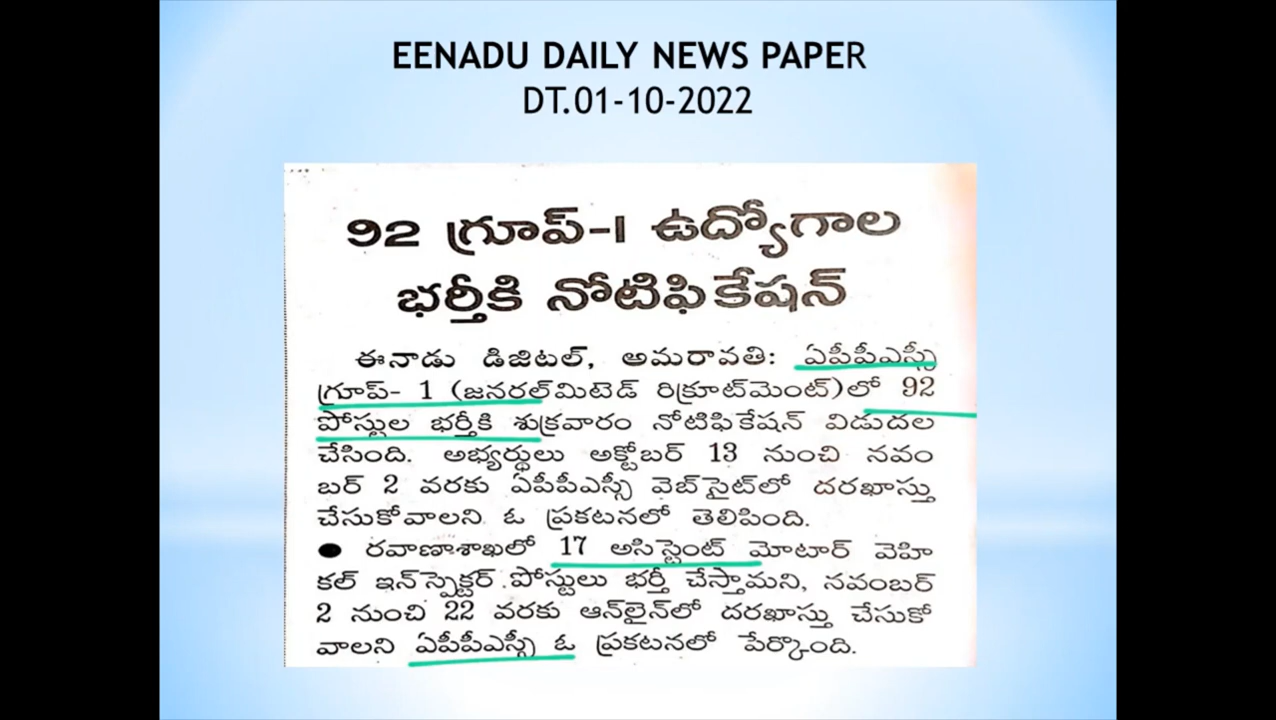 EENADU DAILY NEWS PAPER
DT.01-10-2022
92 గ్రూప్-I ఉద్యోగాల
భర్తీకి నోటిఫికేషన్
ఈనాడు డిజిటల్, అమరావతి: ఏపీపీఎస్సీ
గ్రూప్- 1 (జనరల్‌మిటెడ్ రిక్రూట్‌మెంట్)లో 92
పోస్టుల భర్తీకి శుక్రవారం నోటిఫికేషన్ విడుదల
చేసింది. అభ్యర్థులు అక్టోబర్ 13 నుంచి నవం
బర్ 2 వరకు ఏపీపీఎస్సీ వెబ్‌సైట్‌లో దరఖాస్తు
చేసుకోవాలని ఓ ప్రకటనలో తెలిపింది.
● రవాణాశాఖలో 17 అసిస్టెంట్ మోటార్ వెహి
కల్ ఇన్‌స్పెక్టర్ పోస్టులు భర్తీ చేస్తామని, నవంబర్
2 నుంచి 22 వరకు ఆన్‌లైన్‌లో దరఖాస్తు చేసుకో
వాలని ఏపీపీఎస్సీ ఓ ప్రకటనలో పేర్కొంది.